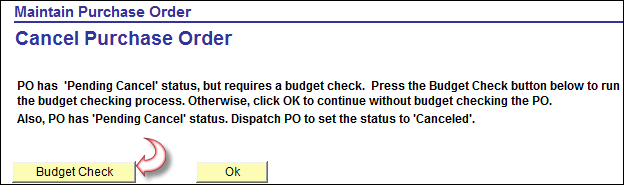 Maintain Purchase Order
Cancel Purchase Order
PO has 'Pending Cancel' status, but requires a budget check. Press the Budget Check button below to run
the budget checking process. Otherwise, click OK to continue without budget checking the PO.
Also, PO has 'Pending Cancel' status. Dispatch PO to set the status to 'Canceled'.
Budget Check Ok